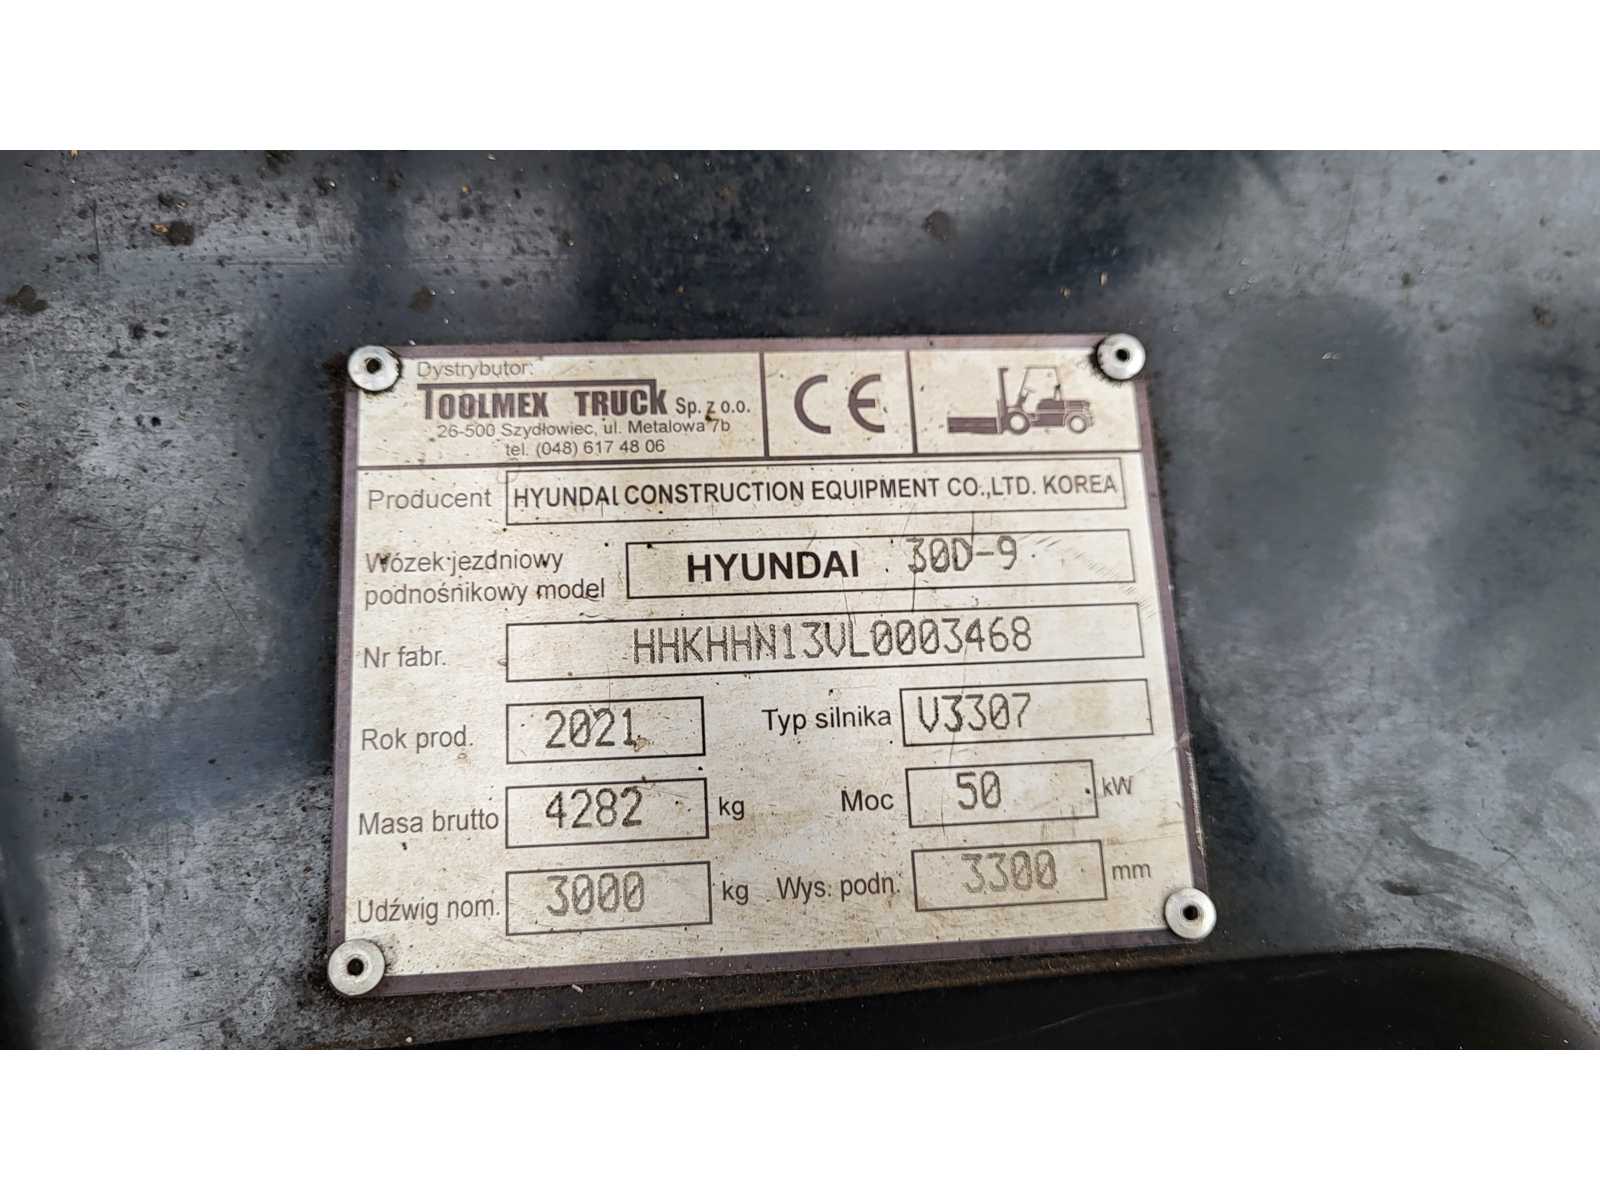 Dystrybutor:
TOOLMEX TRUCK Sp. z o.o.
26-500 Szydłowiec, ul. Metalowa 7b
tel. (048) 617 48 06
CE
Producent HYUNDAI CONSTRUCTION EQUIPMENT CO.,LTD. KOREA
Wózek jezdniowy
podnośnikowy model HYUNDAI 30D-9
Nr fabr. HHKHHN13VL0003468
Rok prod. 2021 Typ silnika V3307
Masa brutto 4282 kg Moc 50 kW
Udźwig nom. 3000 kg Wys. podn. 3300 mm